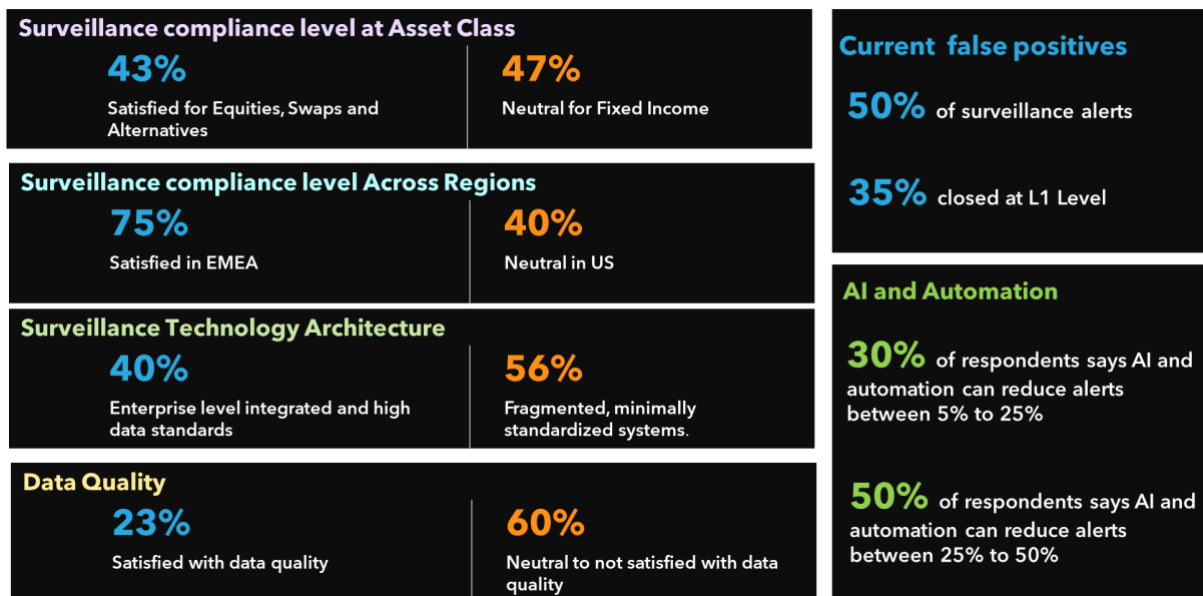 Surveillance compliance level at Asset Class
43%
Satisfied for Equities, Swaps and
Alternatives
47%
Neutral for Fixed Income
Surveillance compliance level Across Regions
75%
Satisfied in EMEA
40%
Neutral in US
Surveillance Technology Architecture
40%
Enterprise level integrated and high
data standards
56%
Fragmented, minimally
standardized systems.
Data Quality
23%
Satisfied with data quality
60%
Neutral to not satisfied with data
quality
Current false positives
50% of surveillance alerts
35% closed at L1 Level
AI and Automation
30% of respondents says AI and
automation can reduce alerts
between 5% to 25%
50% of respondents says AI and
automation can reduce alerts
between 25% to 50%